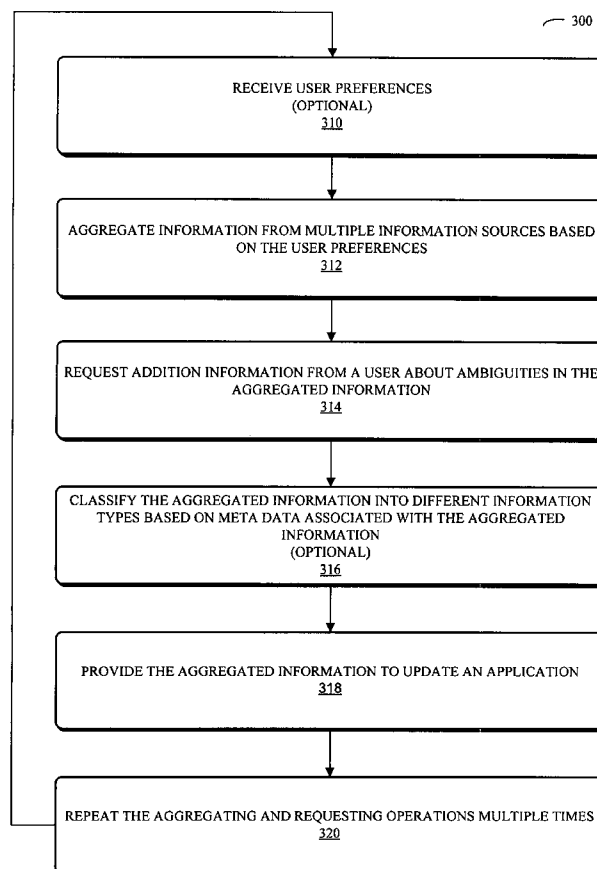 300
RECEIVE USER PREFERENCES
(OPTIONAL)
310
AGGREGATE INFORMATION FROM MULTIPLE INFORMATION SOURCES BASED
ON THE USER PREFERENCES
312
REQUEST ADDITION INFORMATION FROM A USER ABOUT AMBIGUITIES IN THE
AGGREGATED INFORMATION
314
CLASSIFY THE AGGREGATED INFORMATION INTO DIFFERENT INFORMATION
TYPES BASED ON META DATA ASSOCIATED WITH THE AGGREGATED
INFORMATION
(OPTIONAL)
316
PROVIDE THE AGGREGATED INFORMATION TO UPDATE AN APPLICATION
318
REPEAT THE AGGREGATING AND REQUESTING OPERATIONS MULTIPLE TIMES
320